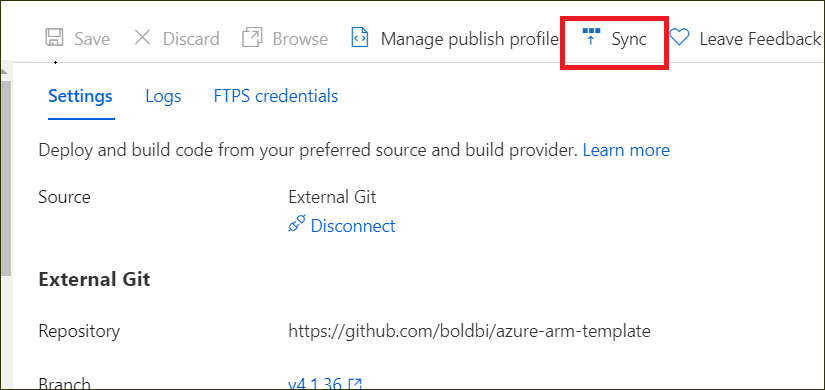 Save Discard Browse Manage publish profile Sync Leave Feedback
Settings Logs FTPS credentials
Deploy and build code from your preferred source and build provider. Learn more
Source External Git
Disconnect
External Git
Repository https://github.com/boldbi/azure-arm-template
Branch v4.1.36